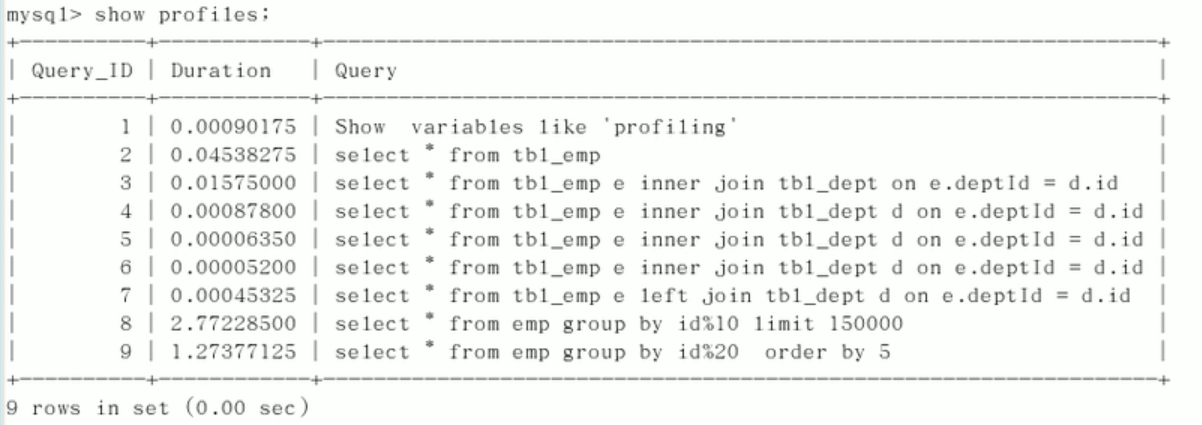 mysql> show profiles;
| Query_ID | Duration | Query |
| 1 | 0.00090175 | Show variables like 'profiling' |
| 2 | 0.04538275 | select * from tbl_emp |
| 3 | 0.01575000 | select * from tbl_emp e inner join tbl_dept on e.deptId = d.id |
| 4 | 0.00087800 | select * from tbl_emp e inner join tbl_dept d on e.deptId = d.id |
| 5 | 0.00006350 | select * from tbl_emp e inner join tbl_dept d on e.deptId = d.id |
| 6 | 0.00005200 | select * from tbl_emp e inner join tbl_dept d on e.deptId = d.id |
| 7 | 0.00045325 | select * from tbl_emp e left join tbl_dept d on e.deptId = d.id |
| 8 | 2.77228500 | select * from emp group by id%10 limit 150000 |
| 9 | 1.27377125 | select * from emp group by id%20 order by 5 |
9 rows in set (0.00 sec)